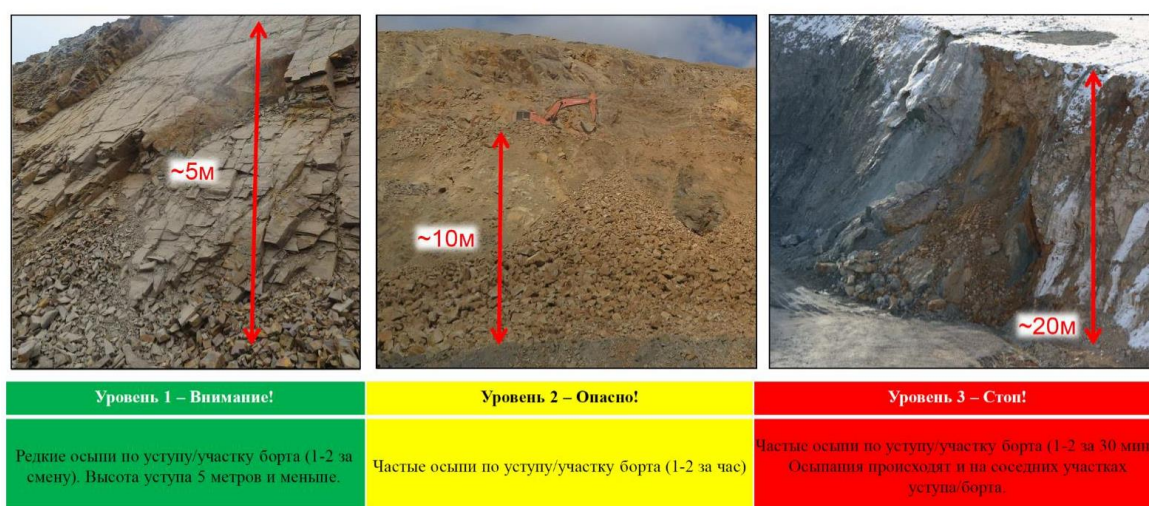 ~5м
~10м
~20м
Уровень 1 – Внимание!
Уровень 2 – Опасно!
Уровень 3 – Стоп!
Редкие осыпи по уступу/участку борта (1-2 за
смену). Высота уступа 5 метров и меньше.
Частые осыпи по уступу/участку борта (1-2 за час)
Частые осыпи по уступу/участку борта (1-2 за 30 мин
Осыпания происходят и на соседних участках
уступа/борта.